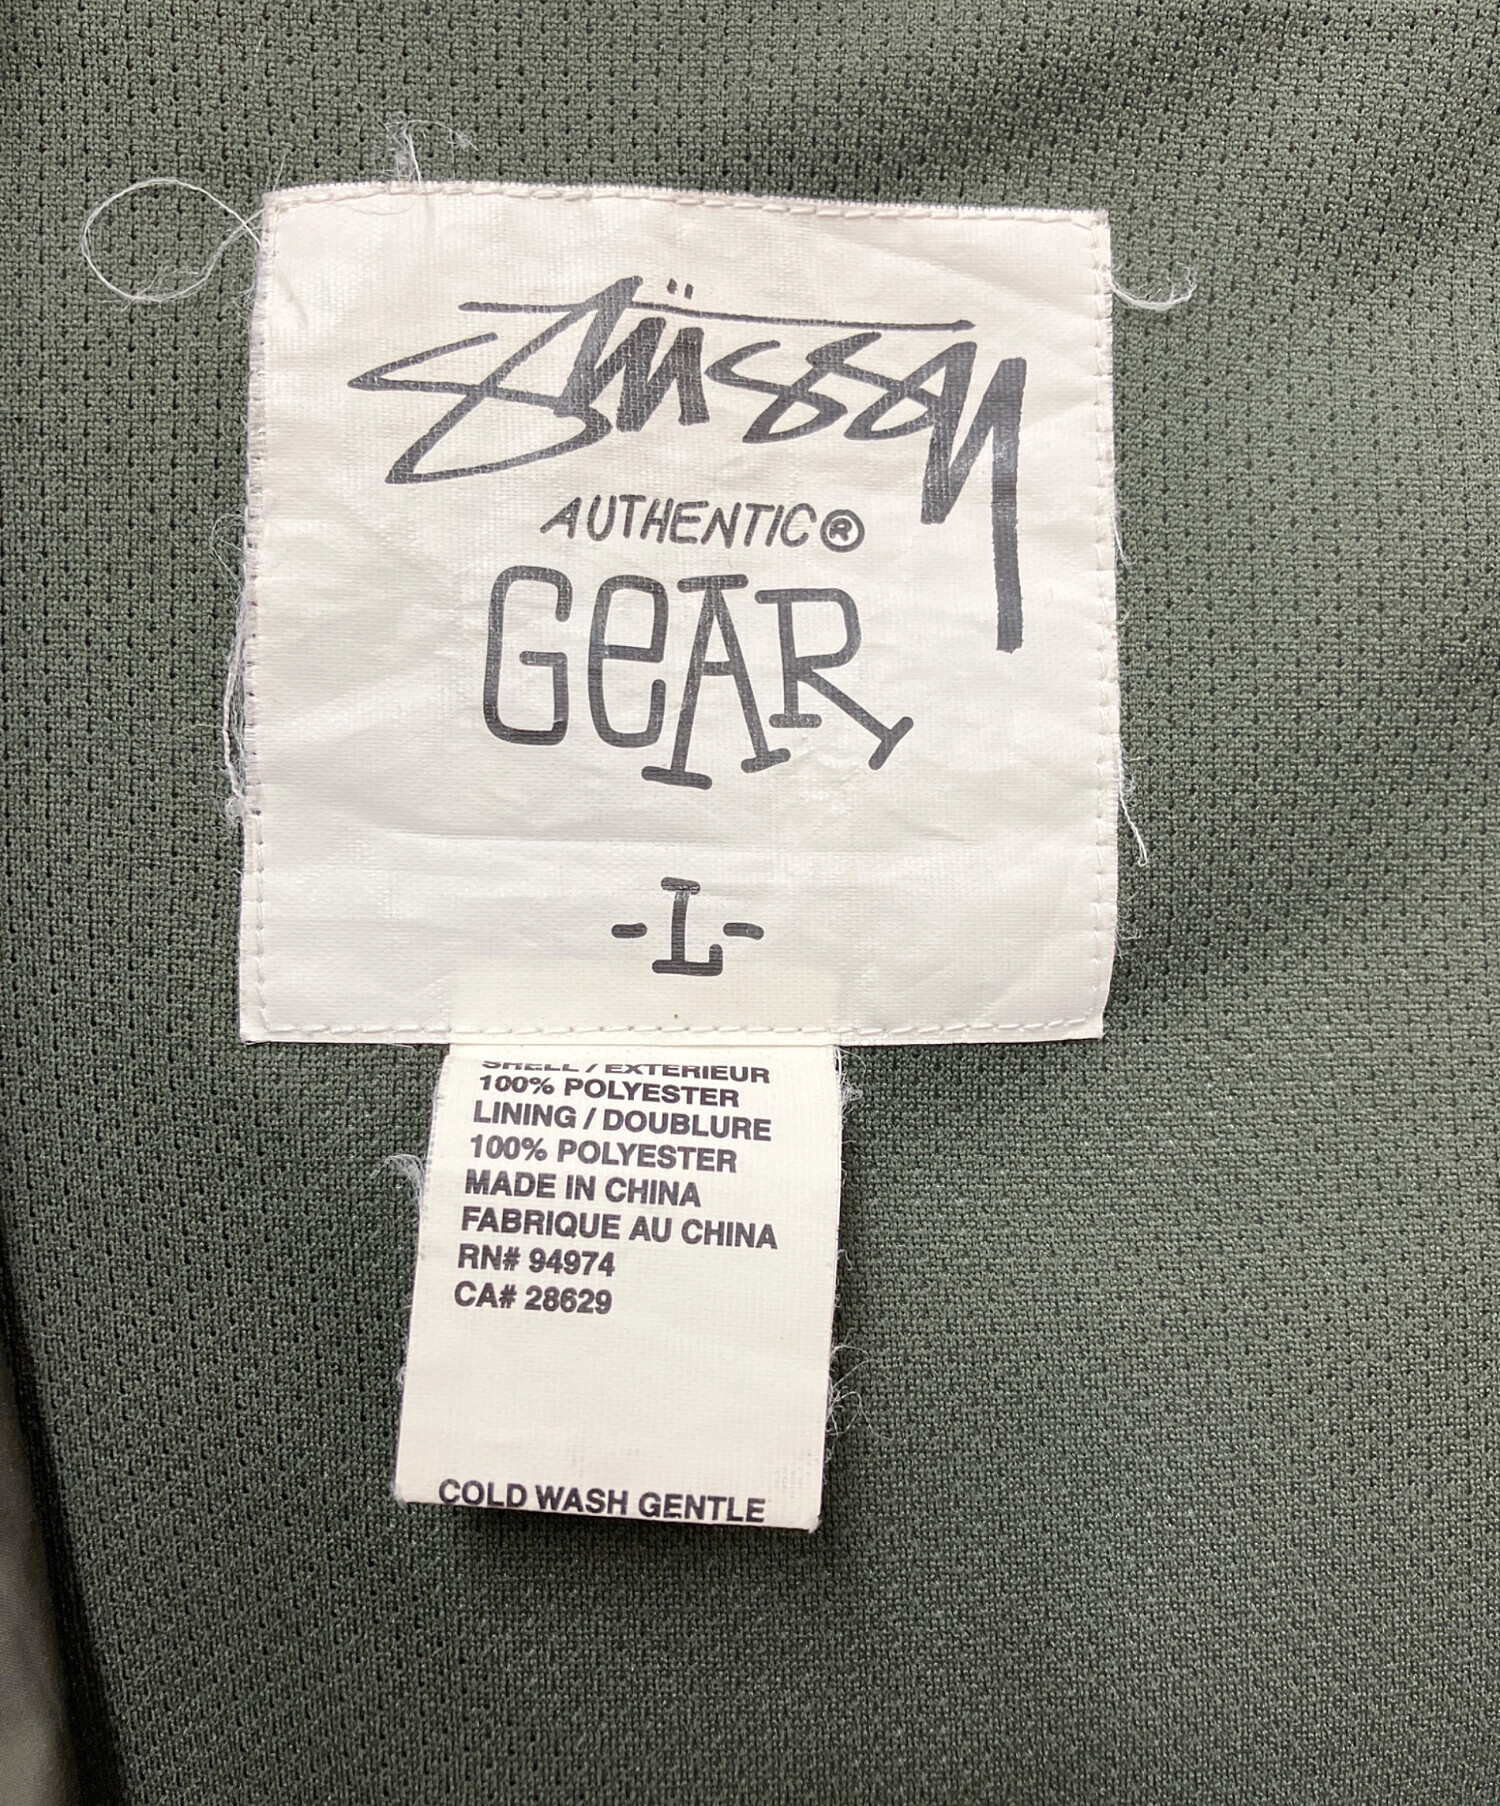 Stüssy
AUTHENTIC®
GEAR
-L-
SHELL / EXTERIEUR
100% POLYESTER
LINING / DOUBLURE
100% POLYESTER
MADE IN CHINA
FABRIQUE AU CHINA
RN# 94974
CA# 28629
COLD WASH GENTLE